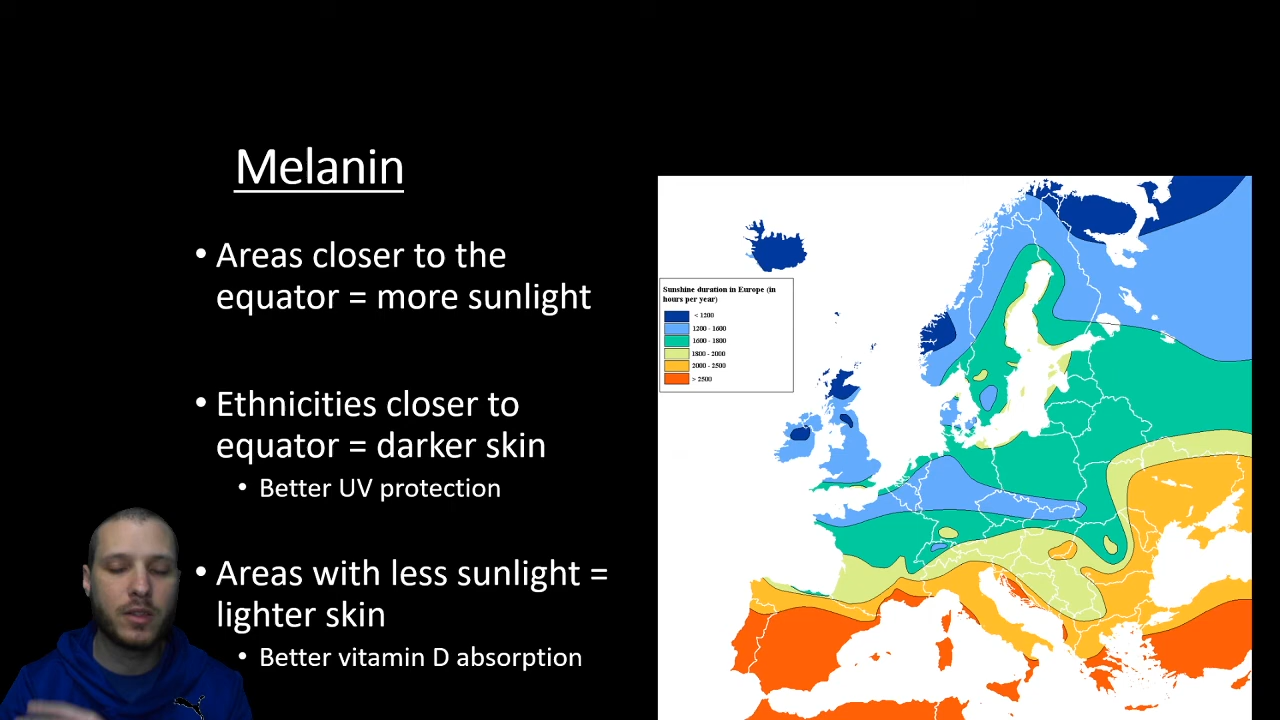 Melanin
• Areas closer to the
equator = more sunlight
• Ethnicities closer to
equator = darker skin
• Better UV protection
• Areas with less sunlight =
lighter skin
• Better vitamin D absorption
Sunshine duration in Europe (in
hours per year)
< 1200
1200 - 1600
1600 - 1800
1800 - 2000
2000 - 2500
> 2500